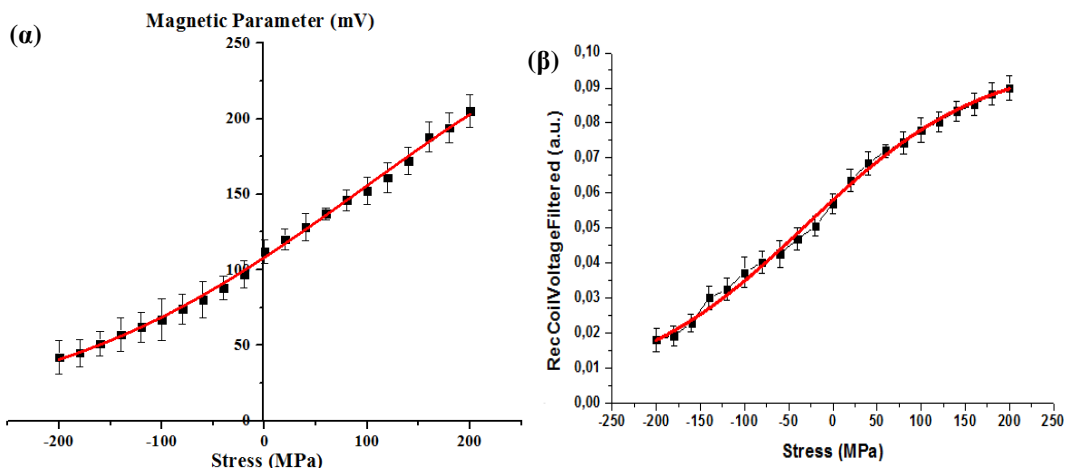 (α)
Magnetic Parameter (mV)
250
200
150
100
50
0
-200 -100 0 100 200
Stress (MPa)
(β)
RecCoilVoltageFiltered (a.u.)
0,10
0,09
0,08
0,07
0,06
0,05
0,04
0,03
0,02
0,01
0,00
-250 -200 -150 -100 -50 0 50 100 150 200 250
Stress (MPa)